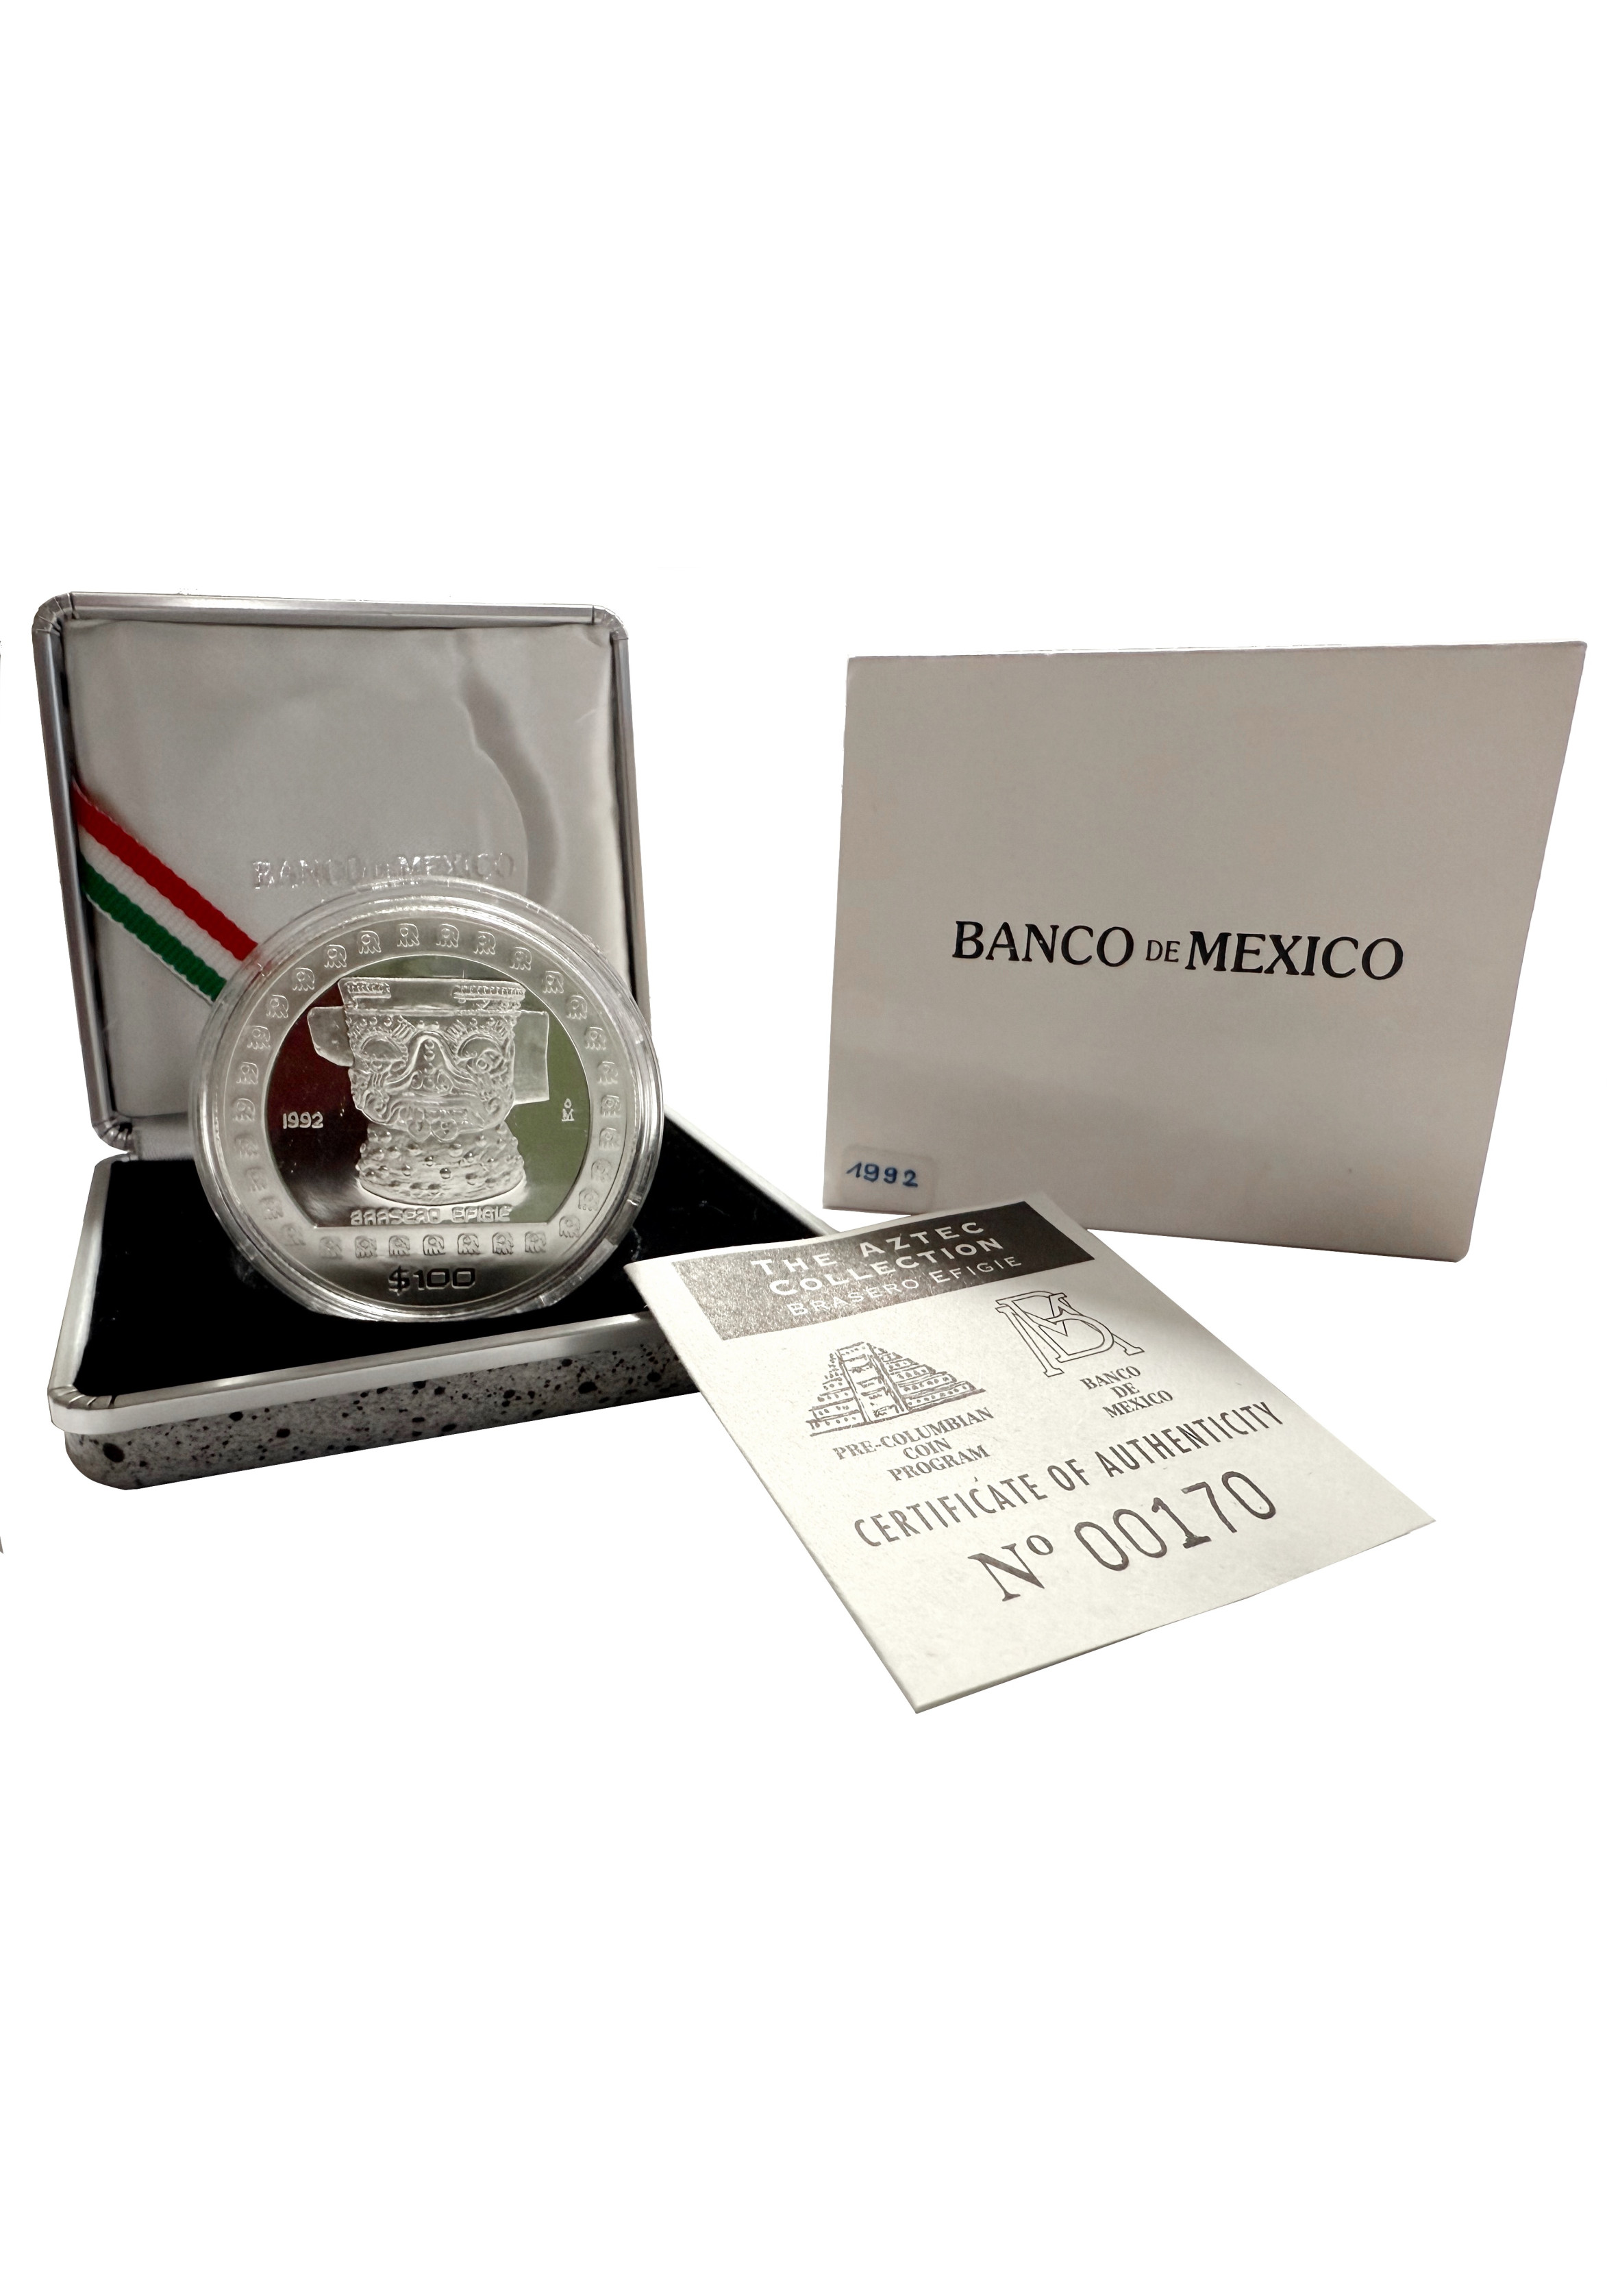 BANCO DE MEXICO
1992
M
BRASERO EFIGIE
$100
BANCO DE MEXICO
1992
THE AZTEC
COLLECTION
BRASERO EFIGIE
PRE-COLUMBIAN
COIN
PROGRAM
BANCO
DE
MEXICO
CERTIFICATE OF AUTHENTICITY
Nº 00170